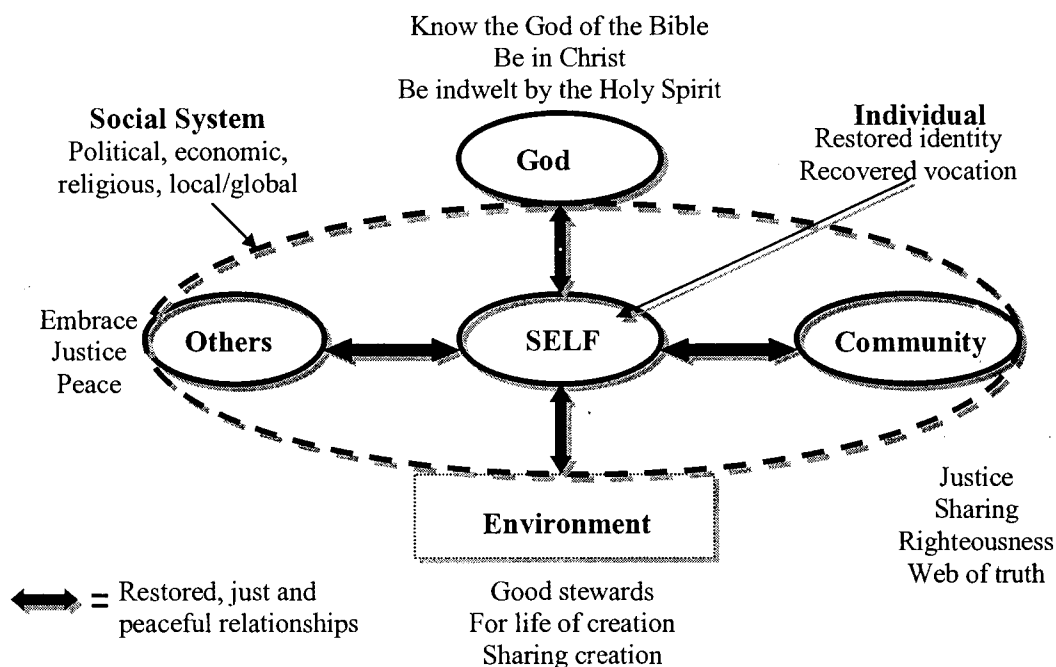 Know the God of the Bible
Be in Christ
Be indwelt by the Holy Spirit
Social System
Political, economic,
religious, local/global
Individual
Restored identity
Recovered vocation
God
Embrace
Justice
Peace
Others
SELF
Community
Environment
Justice
Sharing
Righteousness
Web of truth
= Restored, just and
peaceful relationships
Good stewards
For life of creation
Sharing creation